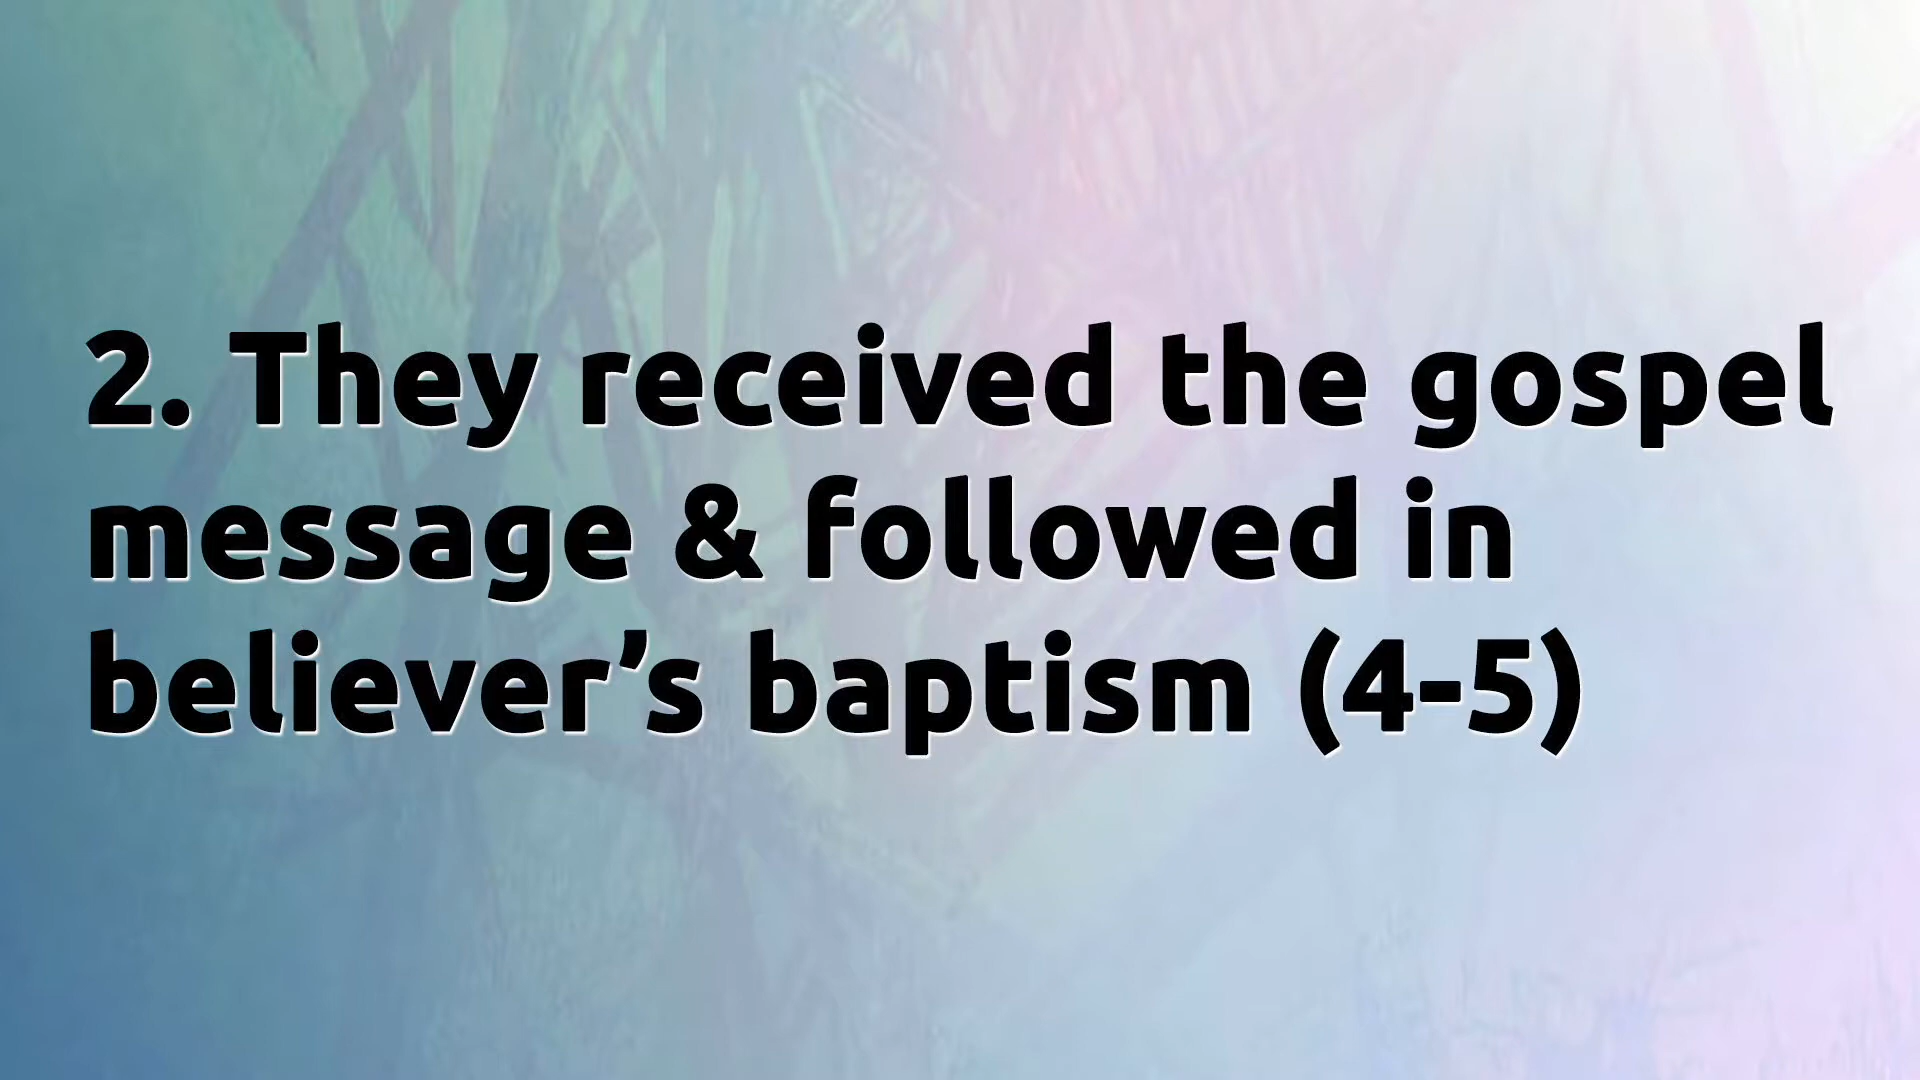 2. They received the gospel
message & followed in
believer’s baptism (4-5)